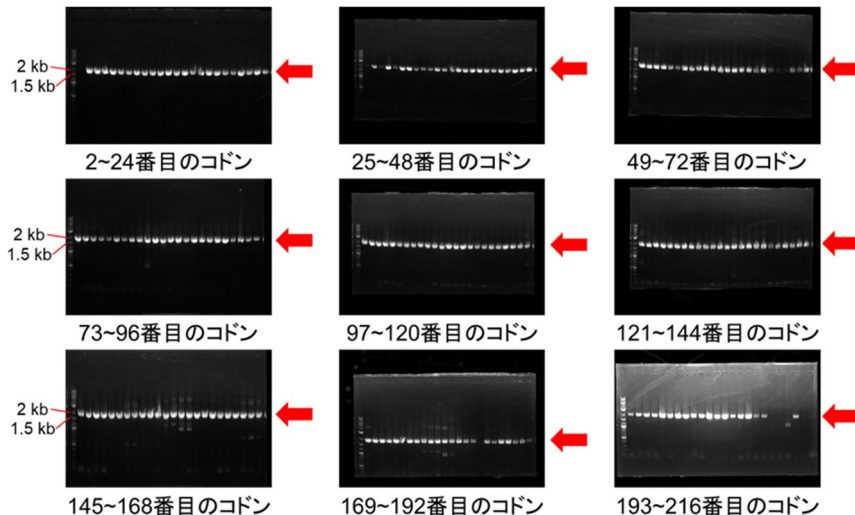 2 kb
1.5 kb
2~24番目のコドン
25~48番目のコドン
49~72番目のコドン
2 kb
1.5 kb
73~96番目のコドン
97~120番目のコドン
121~144番目のコドン
2 kb
1.5 kb
145~168番目のコドン
169~192番目のコドン
193~216番目のコドン